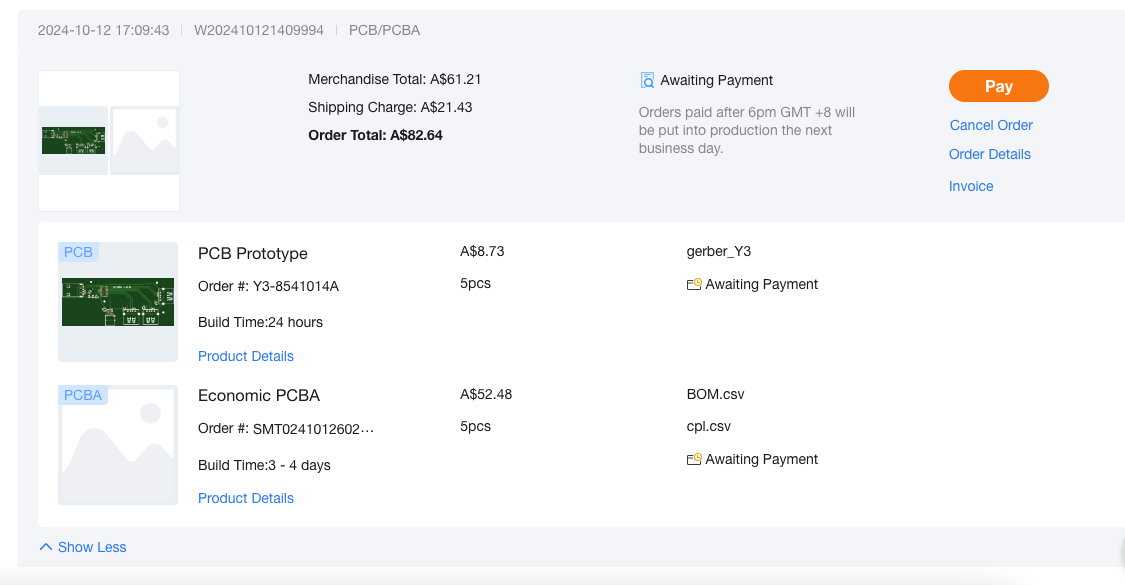 2024-10-12 17:09:43 | W202410121409994 | PCB/PCBA
Merchandise Total: A$61.21
Shipping Charge: A$21.43
Order Total: A$82.64
Awaiting Payment
Orders paid after 6pm GMT +8 will
be put into production the next
business day.
Pay
Cancel Order
Order Details
Invoice
PCB
PCB Prototype
Order #: Y3-8541014A
Build Time:24 hours
Product Details
A$8.73
5pcs
gerber_Y3
Awaiting Payment
PCBA
Economic PCBA
Order #: SMT0241012602···
Build Time:3 - 4 days
Product Details
A$52.48
5pcs
BOM.csv
cpl.csv
Awaiting Payment
Show Less